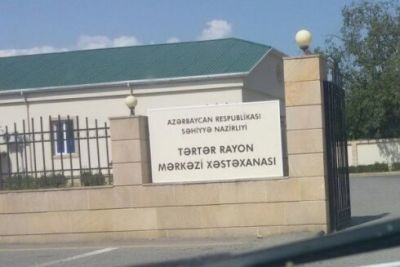 AZƏRBAYCAN RESPUBLİKASI
SƏHİYYƏ NAZİRLİYİ
TƏRTƏR RAYON
MƏRKƏZİ XƏSTƏXANASI